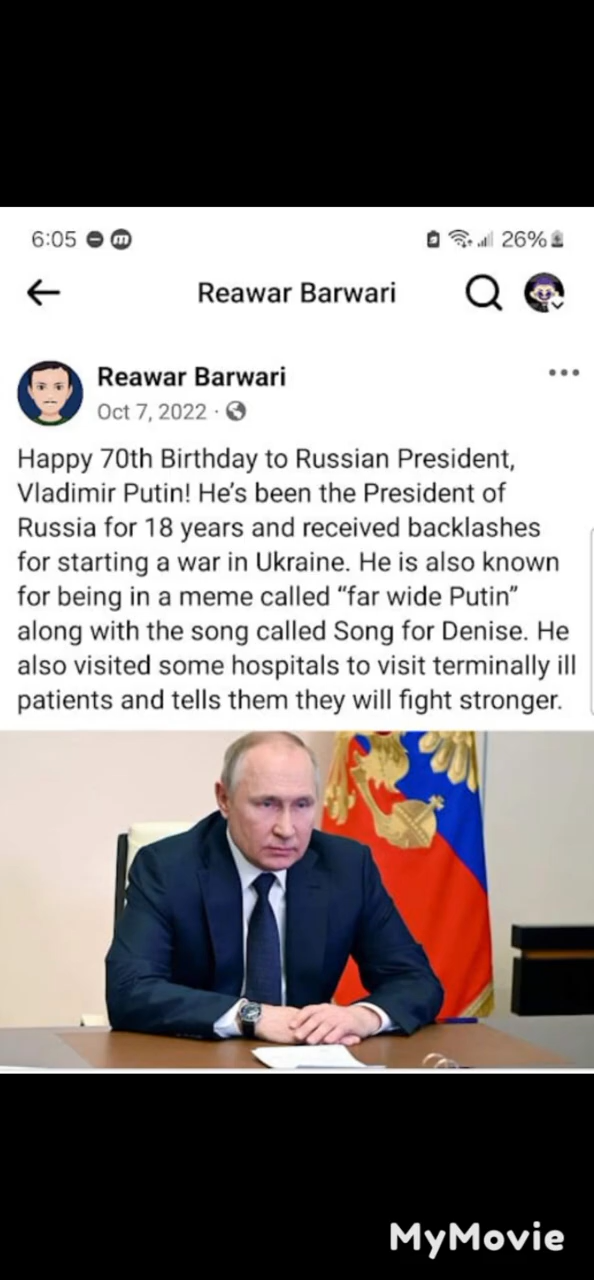 6:05 m 26%
Reawar Barwari
Reawar Barwari
Oct 7, 2022 ·
Happy 70th Birthday to Russian President,
Vladimir Putin! He's been the President of
Russia for 18 years and received backlashes
for starting a war in Ukraine. He is also known
for being in a meme called “far wide Putin”
along with the song called Song for Denise. He
also visited some hospitals to visit terminally ill
patients and tells them they will fight stronger.
MyMovie